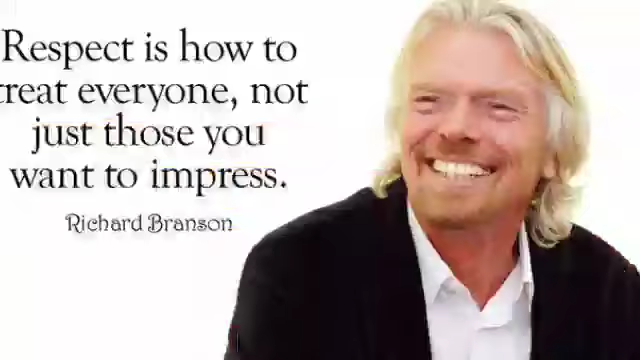 Respect is how to
treat everyone, not
just those you
want to impress.
Richard Branson